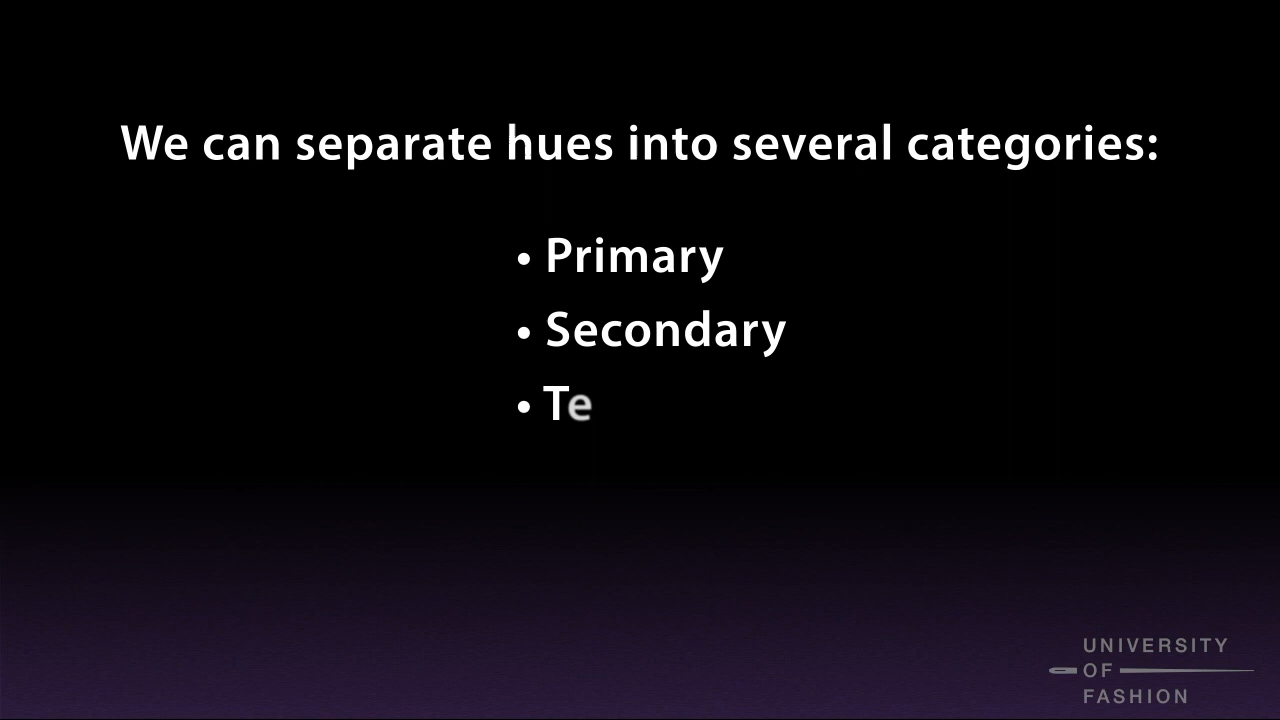 We can separate hues into several categories:
• Primary
• Secondary
• Te
UNIVERSITY
OF
FASHION